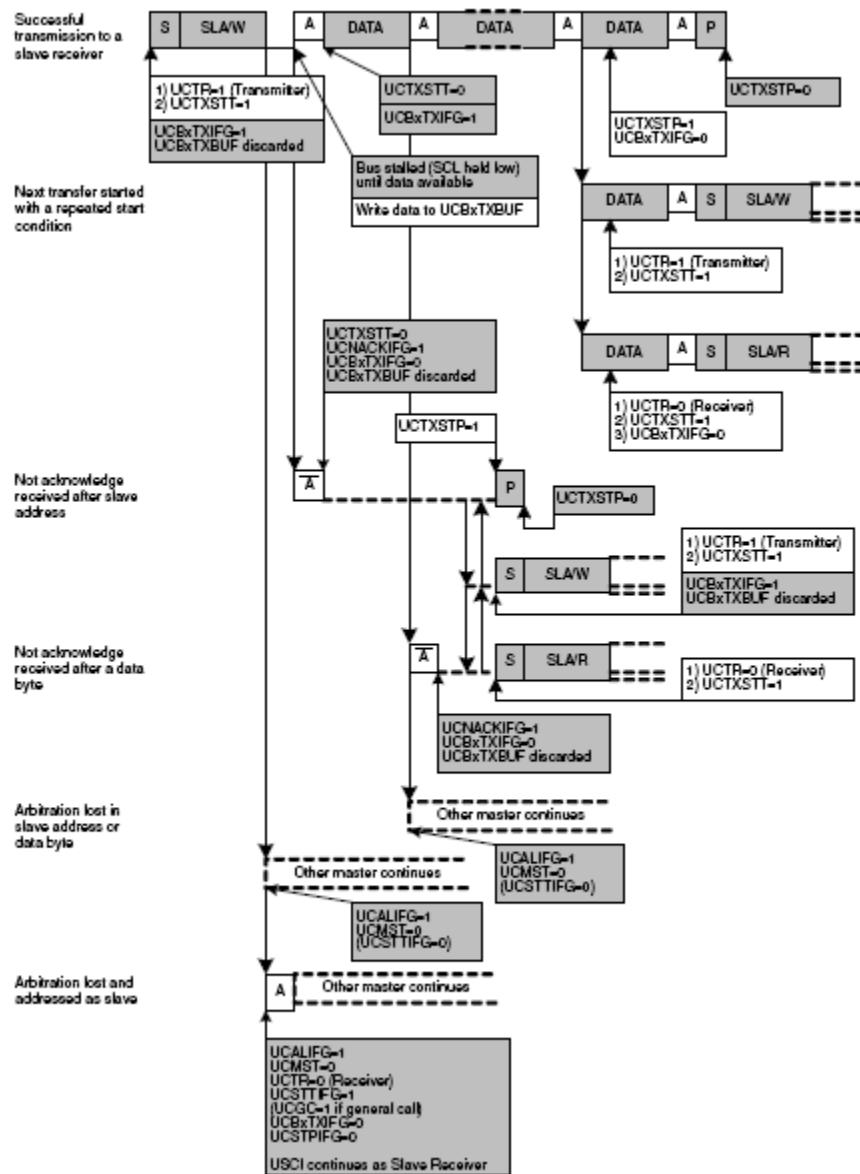 Successful
transmission to a
slave receiver
S SLA/W A DATA A DATA A DATA A P
1) UCTR=1 (Transmitter)
2) UCTXSTT=1
UCBxTXIFG=1
UCBxTXBUF discarded
UCTXSTT=0
UCBxTXIFG=1
UCTXSTP=0
UCTXSTP=1
UCBxTXIFG=0
Bus stalled (SCL held low)
until data available
Write data to UCBxTXBUF
Next transfer started
with a repeated start
condition
DATA A S SLA/W
1) UCTR=1 (Transmitter)
2) UCTXSTT=1
UCTXSTT=0
UCNACKIFG=1
UCBxTXIFG=0
UCBxTXBUF discarded
DATA A S SLA/R
1) UCTR=0 (Receiver)
2) UCTXSTT=1
3) UCBxTXIFG=0
UCTXSTP=1
Not acknowledge
received after slave
address
A P
UCTXSTP=0
S SLA/W
1) UCTR=1 (Transmitter)
2) UCTXSTT=1
UCBxTXIFG=1
UCBxTXBUF discarded
Not acknowledge
received after a data
byte
A S SLA/R
1) UCTR=0 (Receiver)
2) UCTXSTT=1
UCNACKIFG=1
UCBxTXIFG=0
UCBxTXBUF discarded
Arbitration lost in
slave address or
data byte
Other master continues
UCALIFG=1
UCMST=0
(UCSTTIFG=0)
Other master continues
UCALIFG=1
UCMST=0
(UCSTTIFG=0)
Arbitration lost and
addressed as slave
A Other master continues
UCALIFG=1
UCMST=0
UCTR=0 (Receiver)
UCSTTIFG=1
(UCGC=1 if general call)
UCBxTXIFG=0
UCSTPIFG=0
USCI continues as Slave Receiver